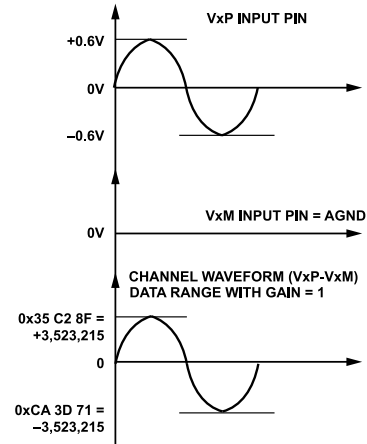 VxP INPUT PIN
+0.6V
0V
–0.6V
VxM INPUT PIN = AGND
0V
CHANNEL WAVEFORM (VxP-VxM)
DATA RANGE WITH GAIN = 1
0x35 C2 8F =
+3,523,215
0
0xCA 3D 71 =
–3,523,215